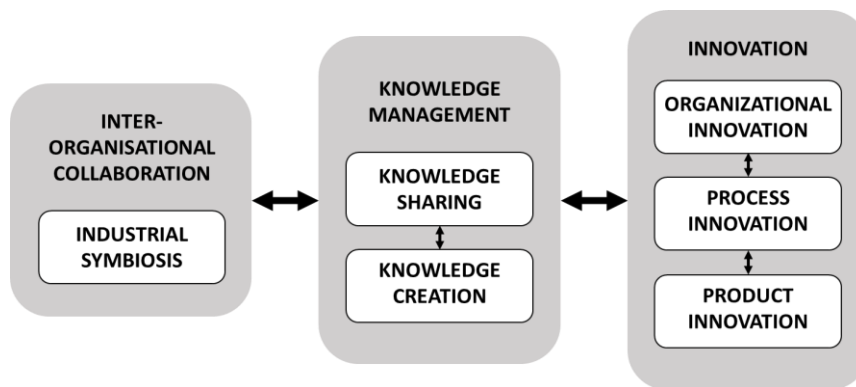 INTER-
ORGANISATIONAL
COLLABORATION
INDUSTRIAL
SYMBIOSIS
KNOWLEDGE
MANAGEMENT
KNOWLEDGE
SHARING
KNOWLEDGE
CREATION
INNOVATION
ORGANIZATIONAL
INNOVATION
PROCESS
INNOVATION
PRODUCT
INNOVATION